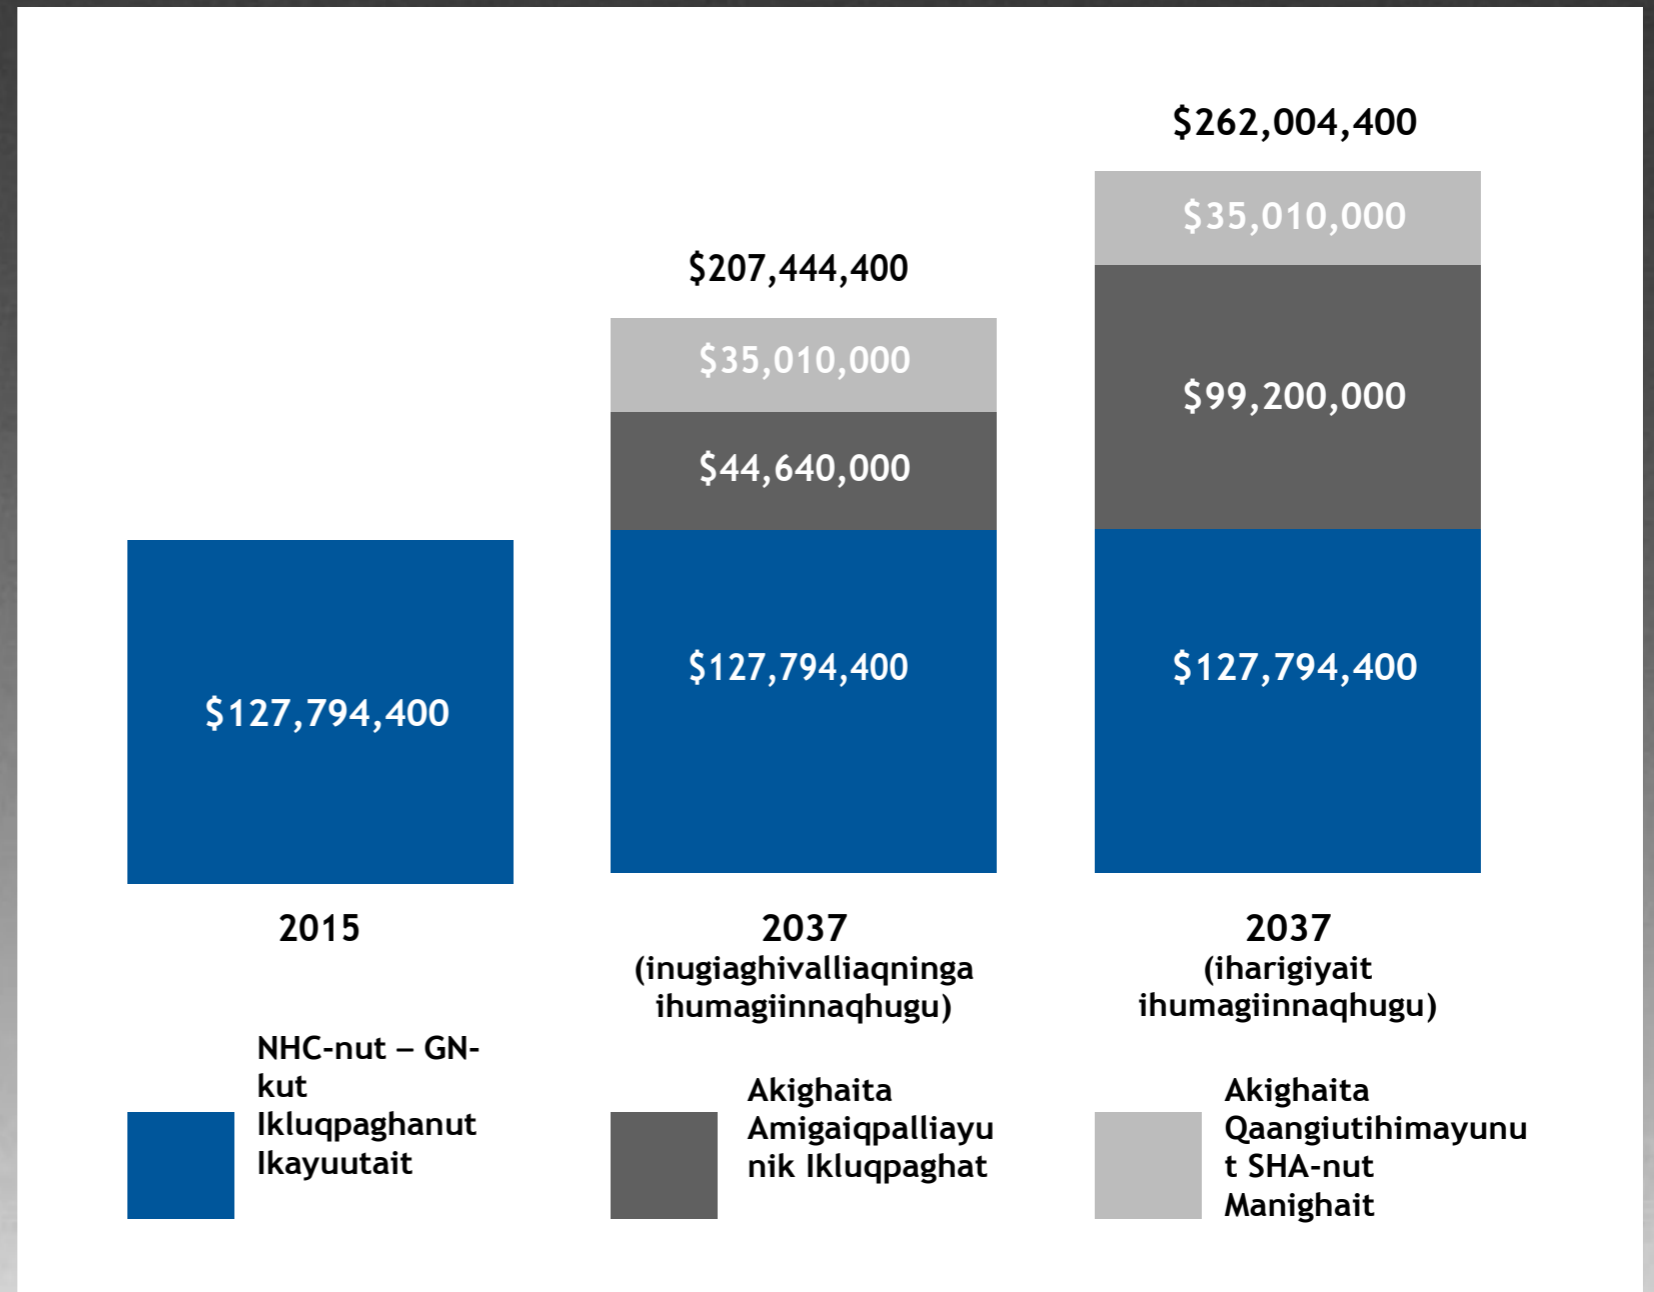 $262,004,400
$35,010,000
$207,444,400
$35,010,000
$99,200,000
$44,640,000
$127,794,400
$127,794,400
$127,794,400
2015
2037
(inugiaghivalliaqninga
ihumagiinnaqhugu)
2037
(iharigiyait
ihumagiinnaqhugu)
NHC-nut – GN-
kut
Ikluqpaghanut
Ikayuutait
Akighaita
Amigaiqpalliayu
nik Ikluqpaghat
Akighaita
Qaangiutihimayunu
t SHA-nut
Manighait